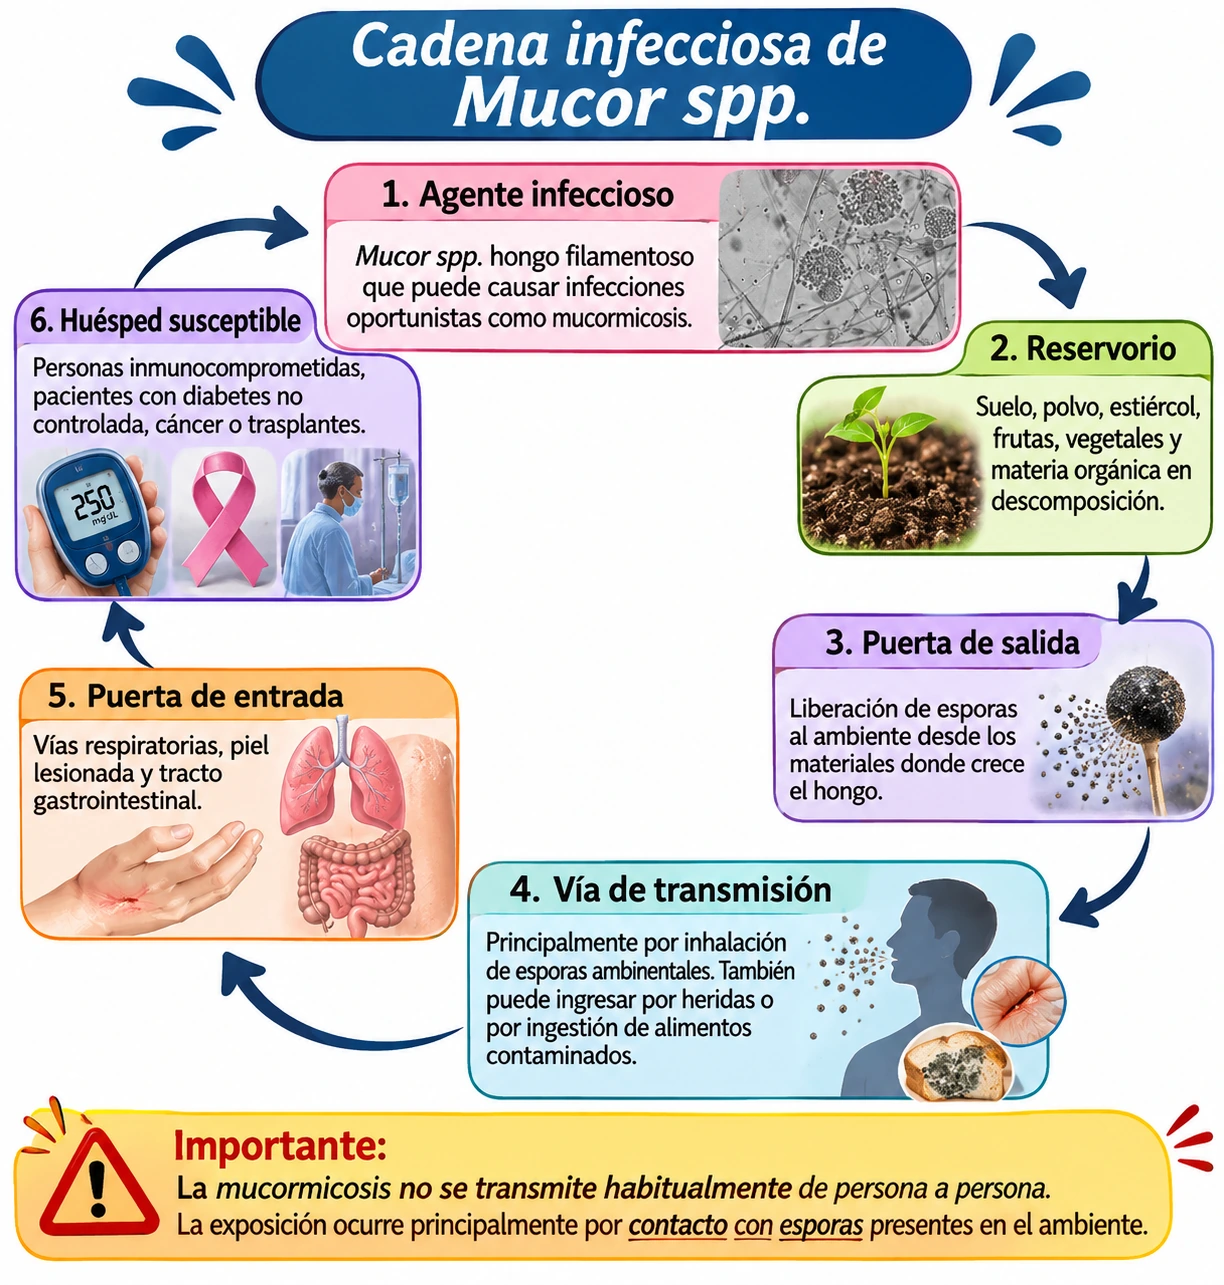 Cadena infecciosa de
Mucor spp.
1. Agente infeccioso
Mucor spp. hongo filamentoso
que puede causar infecciones
oportunistas como mucormicosis.
2. Reservorio
Suelo, polvo, estiércol,
frutas, vegetales y
materia orgánica en
descomposición.
3. Puerta de salida
Liberación de esporas
al ambiente desde los
materiales donde crece
el hongo.
4. Vía de transmisión
Principalmente por inhalación
de esporas ambinentales. También
puede ingresar por heridas o
por ingestión de alimentos
contaminados.
5. Puerta de entrada
Vías respiratorias, piel
lesionada y tracto
gastrointestinal.
6. Huésped susceptible
Personas inmunocomprometidas,
pacientes con diabetes no
controlada, cáncer o trasplantes.
250
mg/dL
Importante:
La mucormicosis no se transmite habitualmente de persona a persona.
La exposición ocurre principalmente por contacto con esporas presentes en el ambiente.